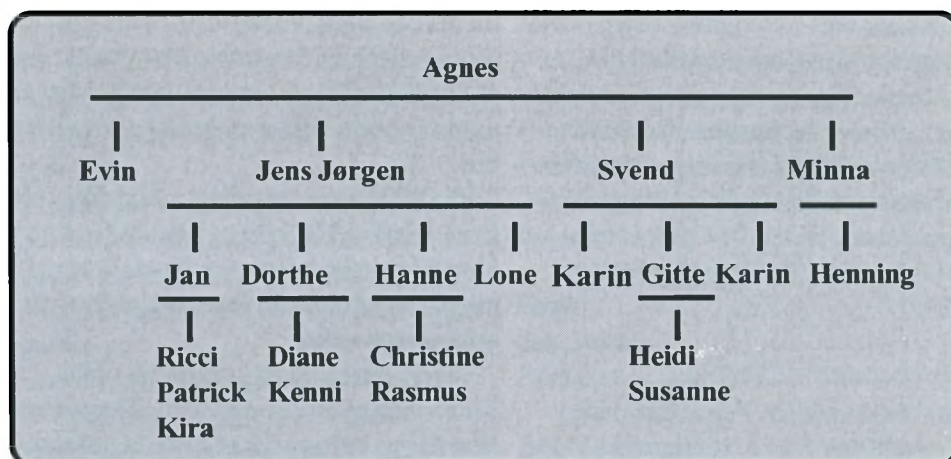 Agnes
Evin Jens Jørgen Svend Minna
Jan Dorthe Hanne Lone Karin Gitte Karin Henning
Ricci Diane Christine Heidi
Patrick Kenni Rasmus Susanne
Kira